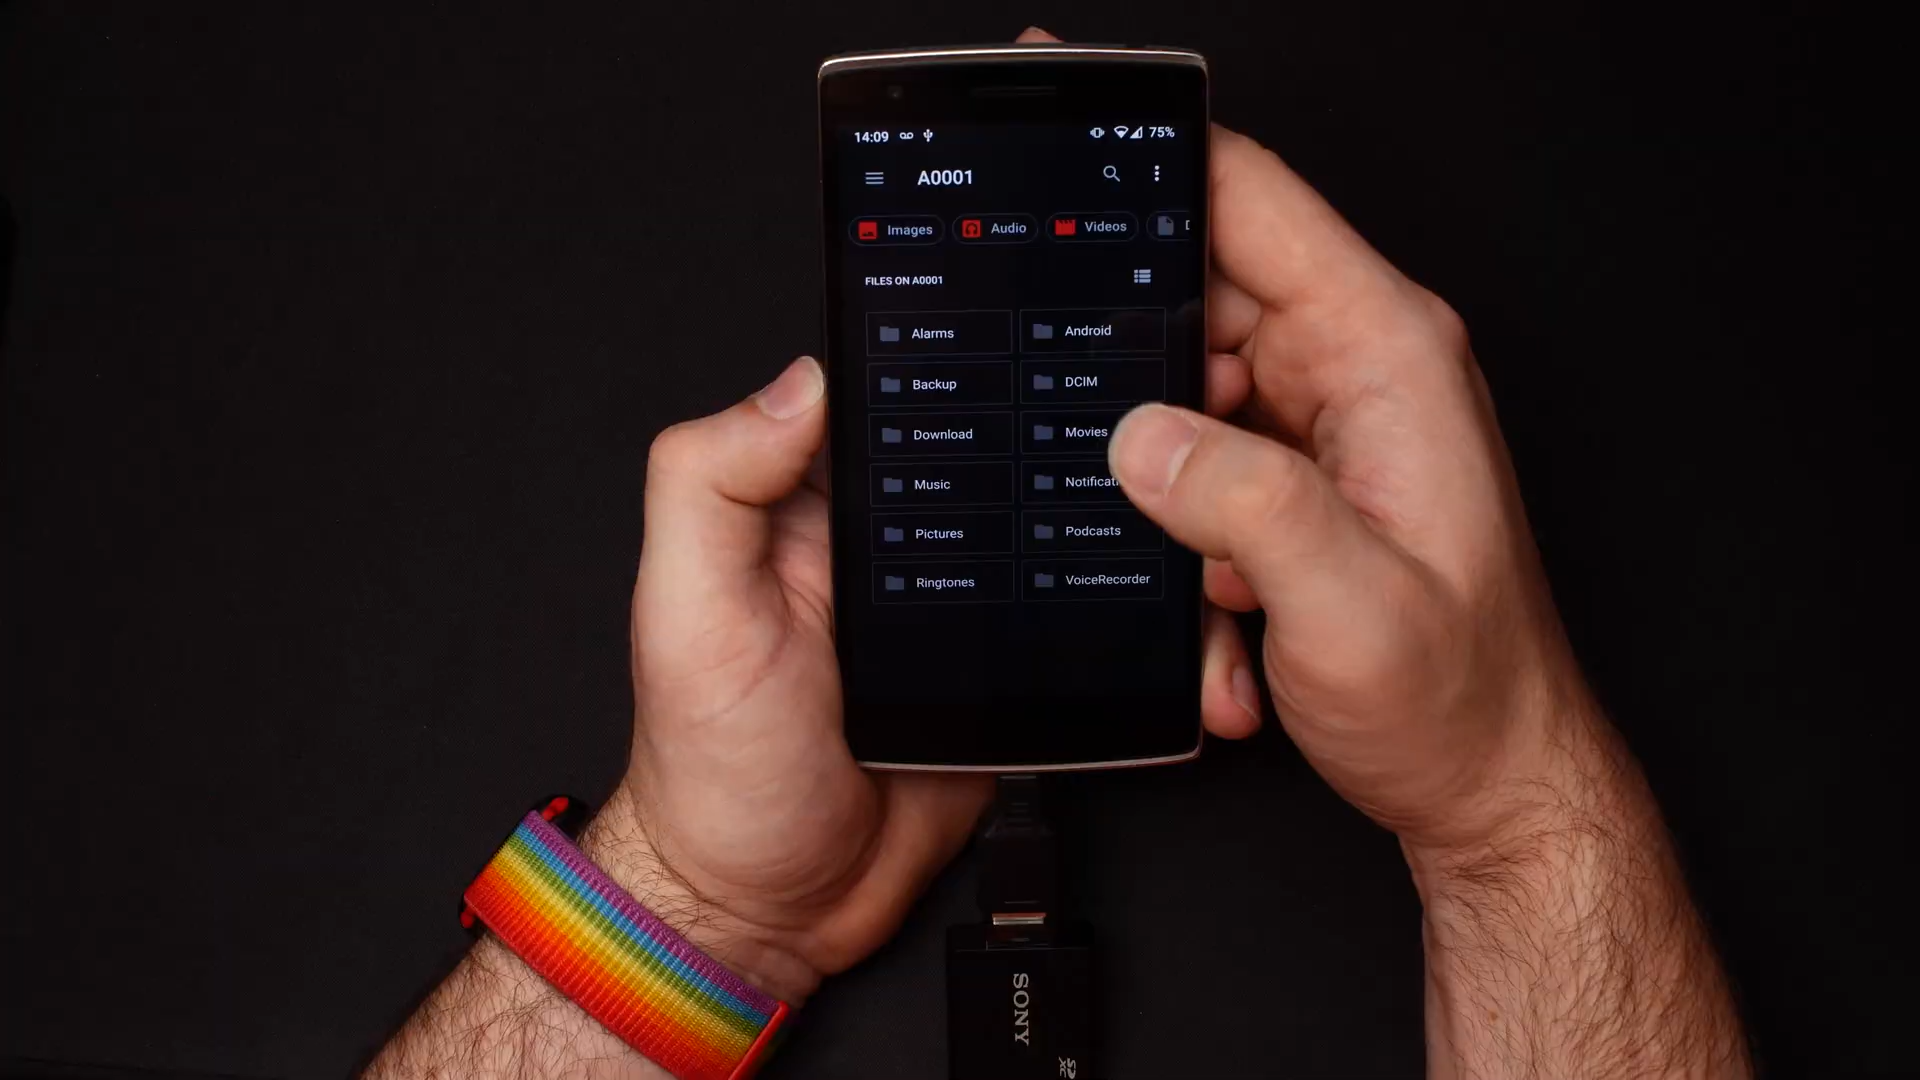 14:09 75%
A0001
Images Audio Videos
FILES ON A0001
Alarms Android
Backup DCIM
Download Movies
Music Notificati
Pictures Podcasts
Ringtones VoiceRecorder
SONY